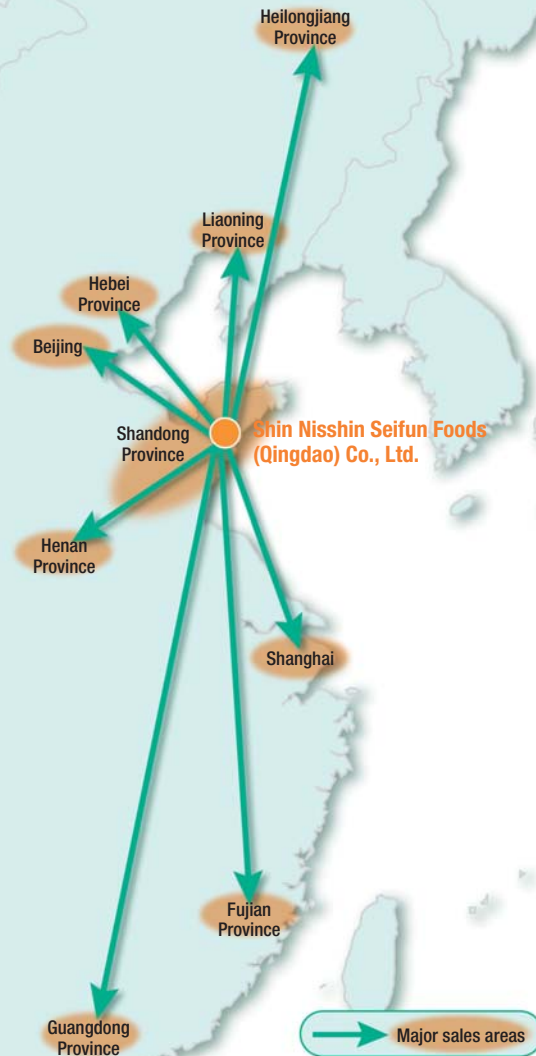 Heilongjiang
Province
Liaoning
Province
Hebei
Province
Beijing
Shandong
Province
Shin Nisshin Seifun Foods
(Qingdao) Co., Ltd.
Henan
Province
Shanghai
Fujian
Province
Guangdong
Province
Major sales areas